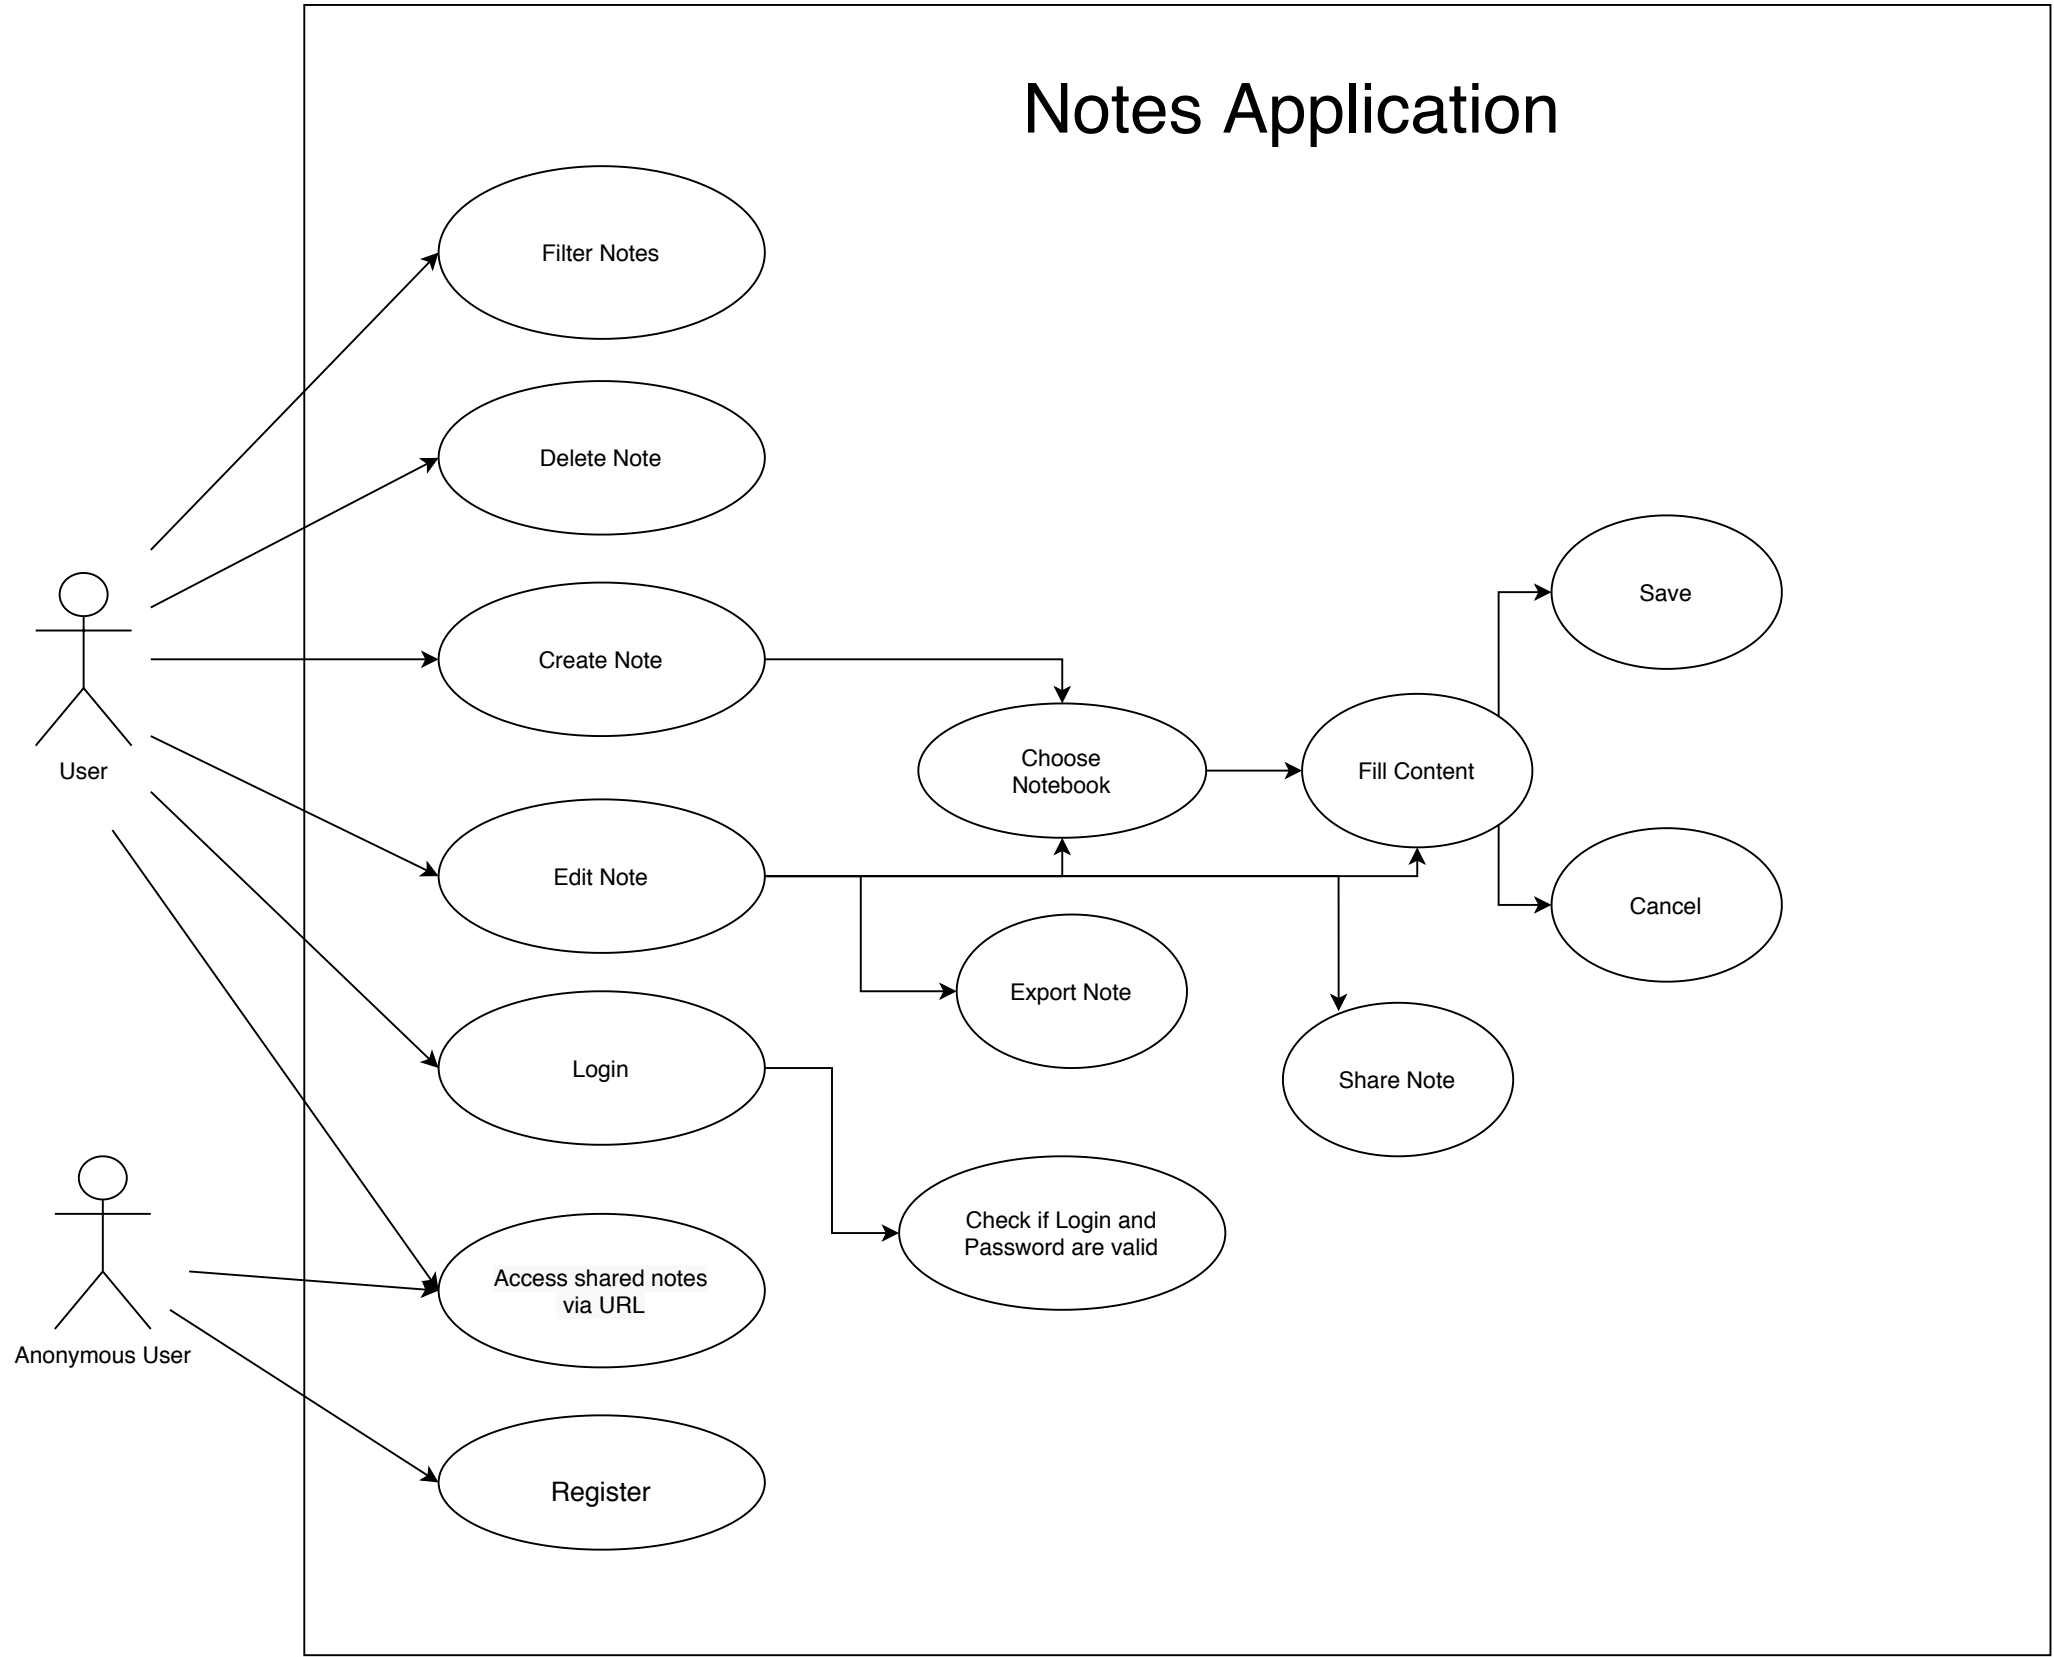 Notes Application
Filter Notes
Delete Note
Save
Create Note
Choose
Notebook
Fill Content
User
Edit Note
Cancel
Export Note
Login
Share Note
Check if Login and
Password are valid
Access shared notes
via URL
Anonymous User
Register